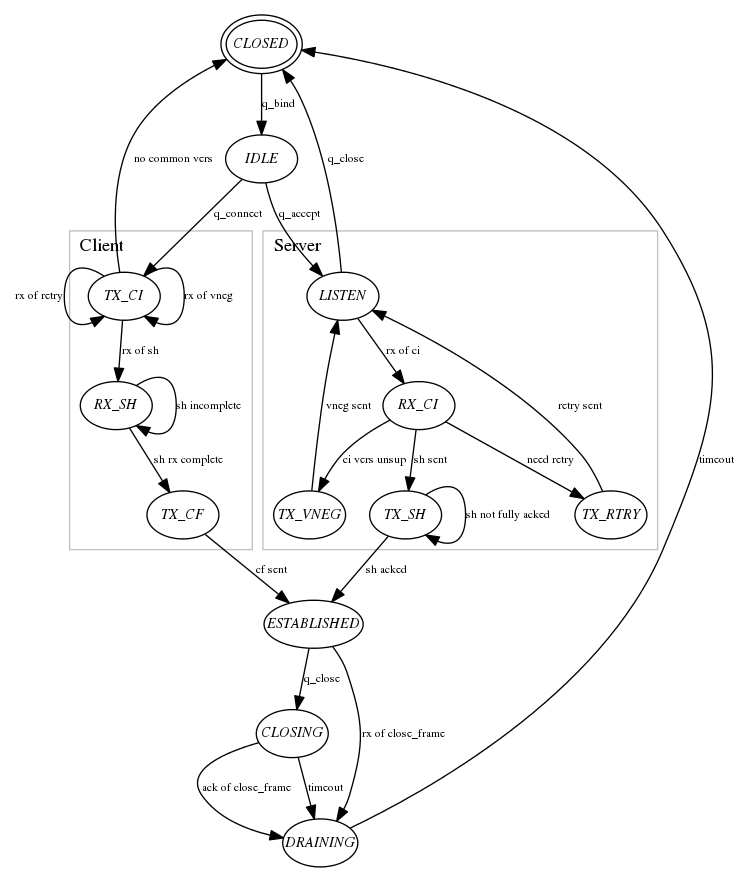 CLOSED
q_bind
no common vers
IDLE
q_close
q_connect
q_accept
Client
Server
rx of retry
TX_CI
rx of vneg
LISTEN
rx of sh
rx of ci
RX_SH
sh incomplete
vneg sent
RX_CI
retry sent
sh rx complete
ci vers unsup
sh sent
need retry
timeout
TX_CF
TX_VNEG
TX_SH
sh not fully acked
TX_RTRY
cf sent
sh acked
ESTABLISHED
q_close
CLOSING
rx of close_frame
ack of close_frame
timeout
DRAINING